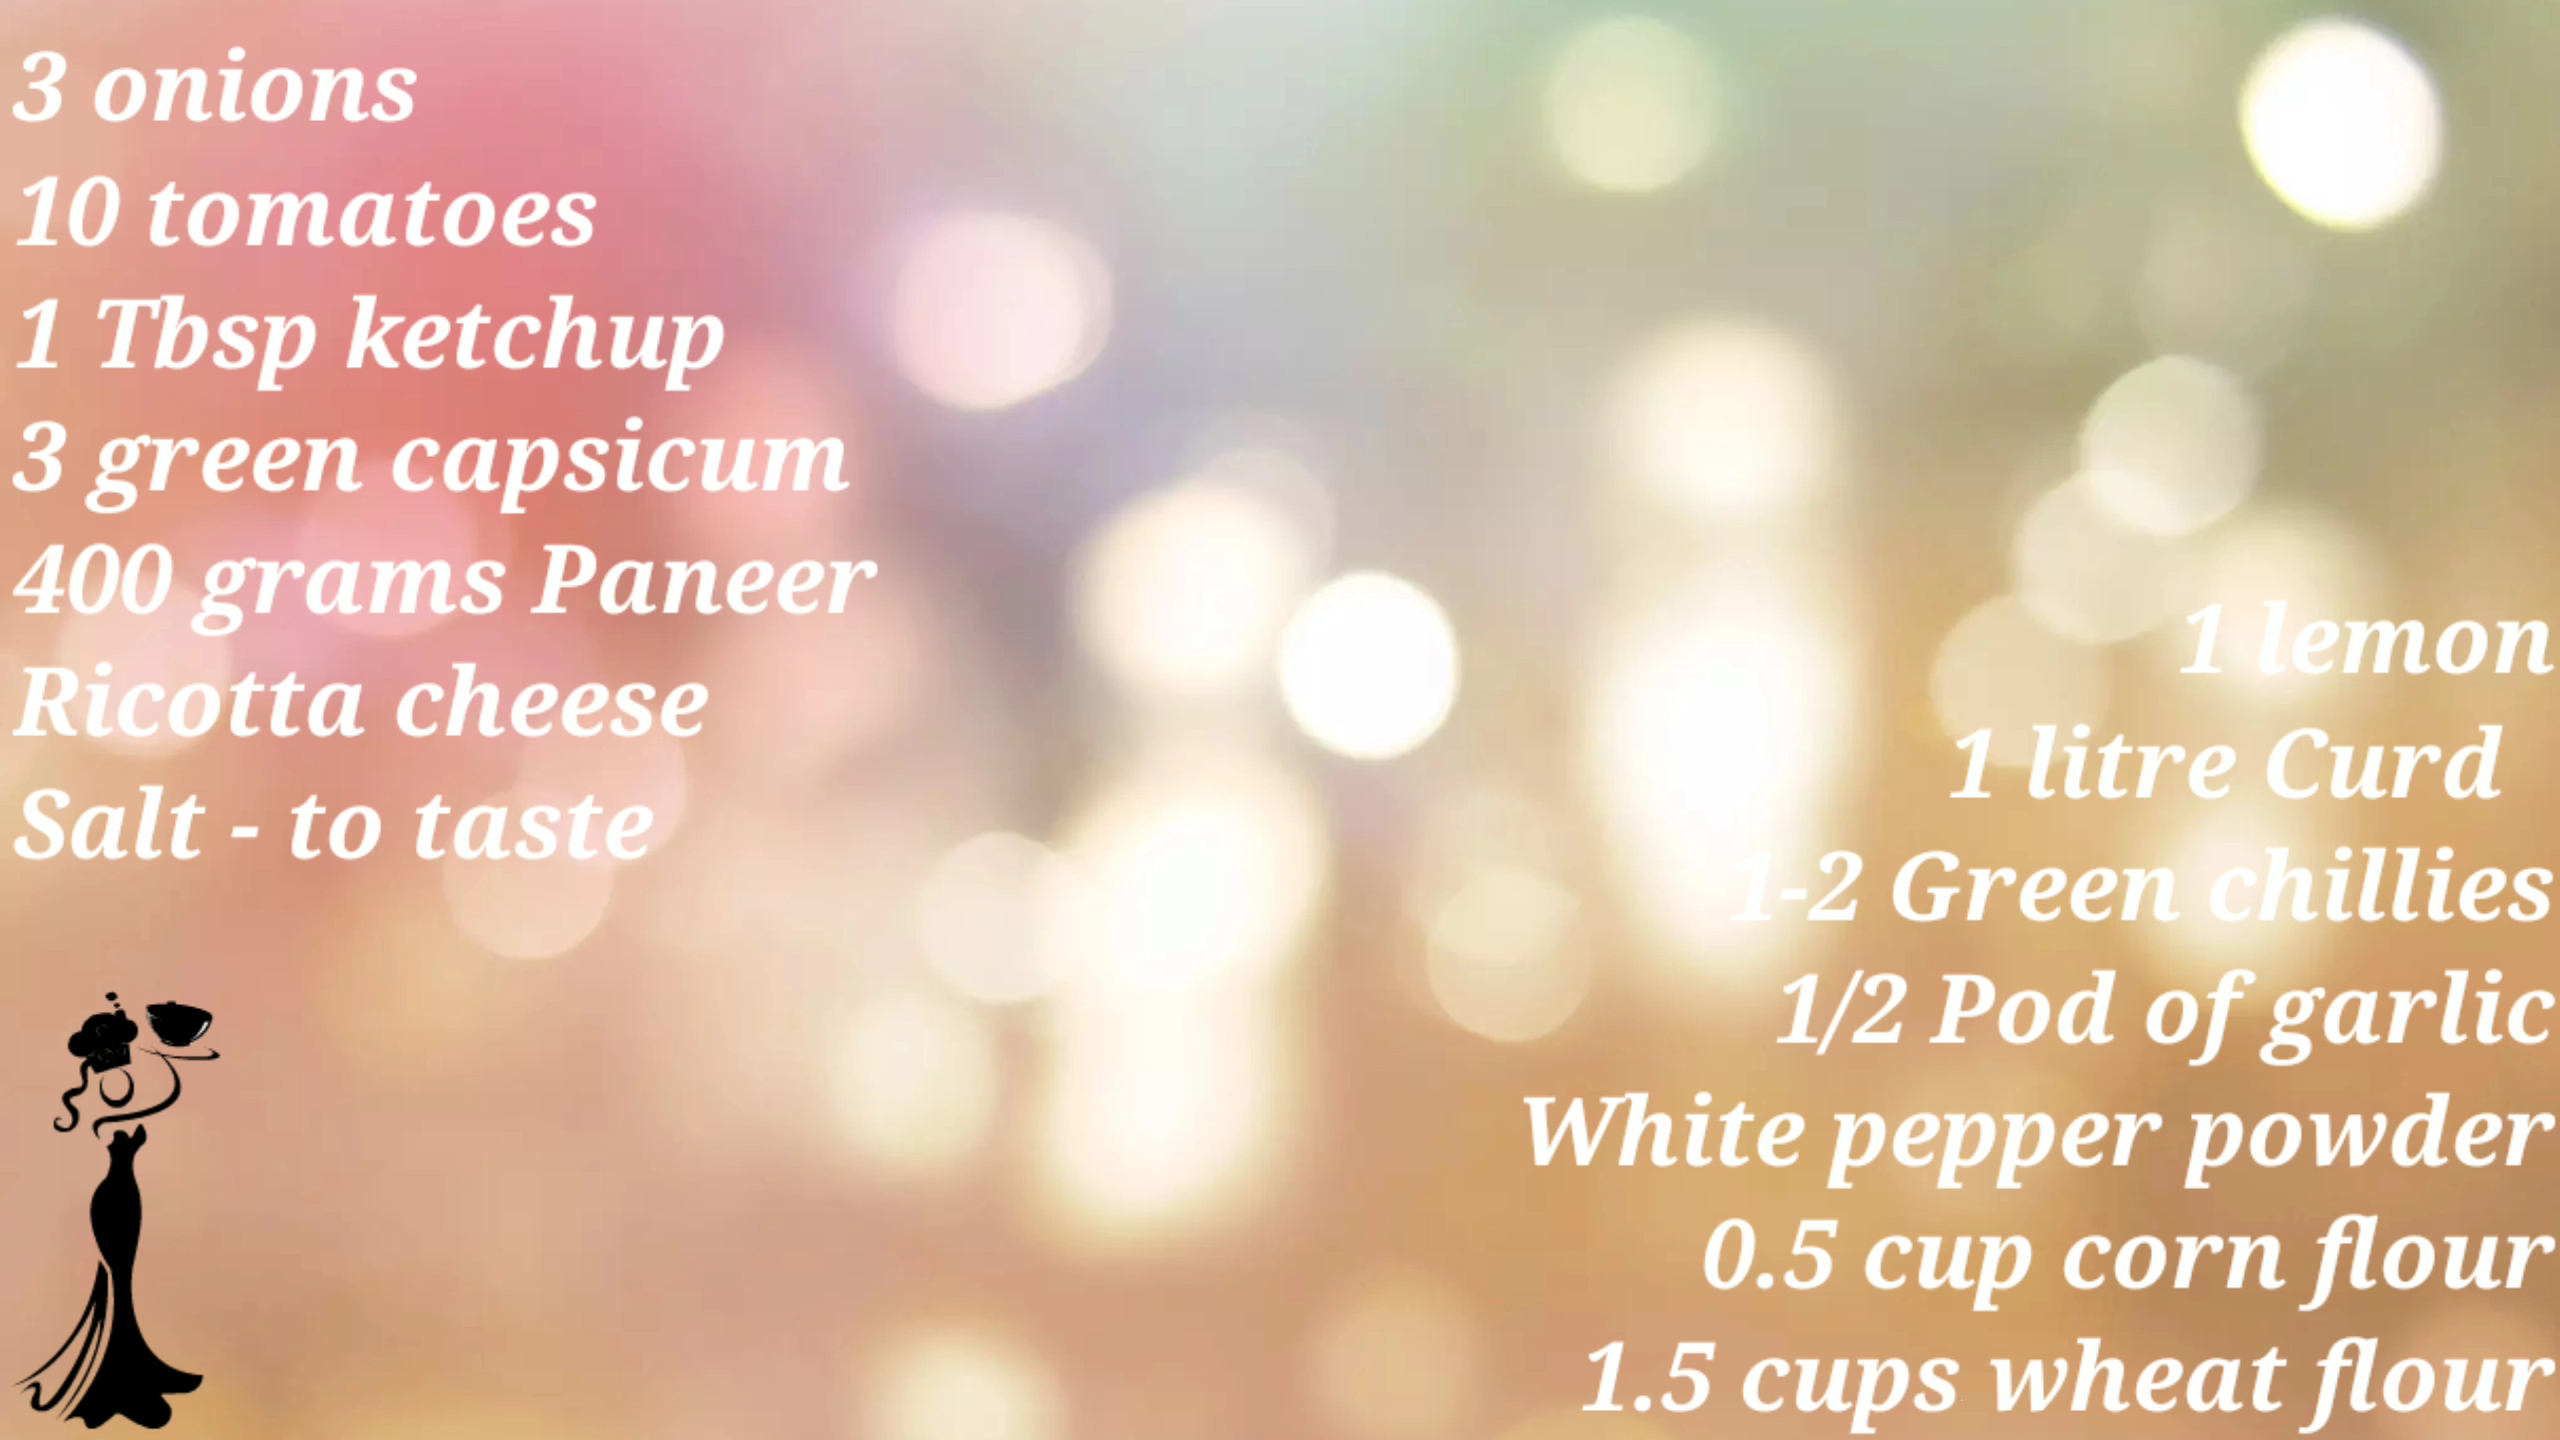 3 onions
10 tomatoes
1 Tbsp ketchup
3 green capsicum
400 grams Paneer
Ricotta cheese
Salt - to taste
1 lemon
1 litre Curd
1-2 Green chillies
1/2 Pod of garlic
White pepper powder
0.5 cup corn flour
1.5 cups wheat flour